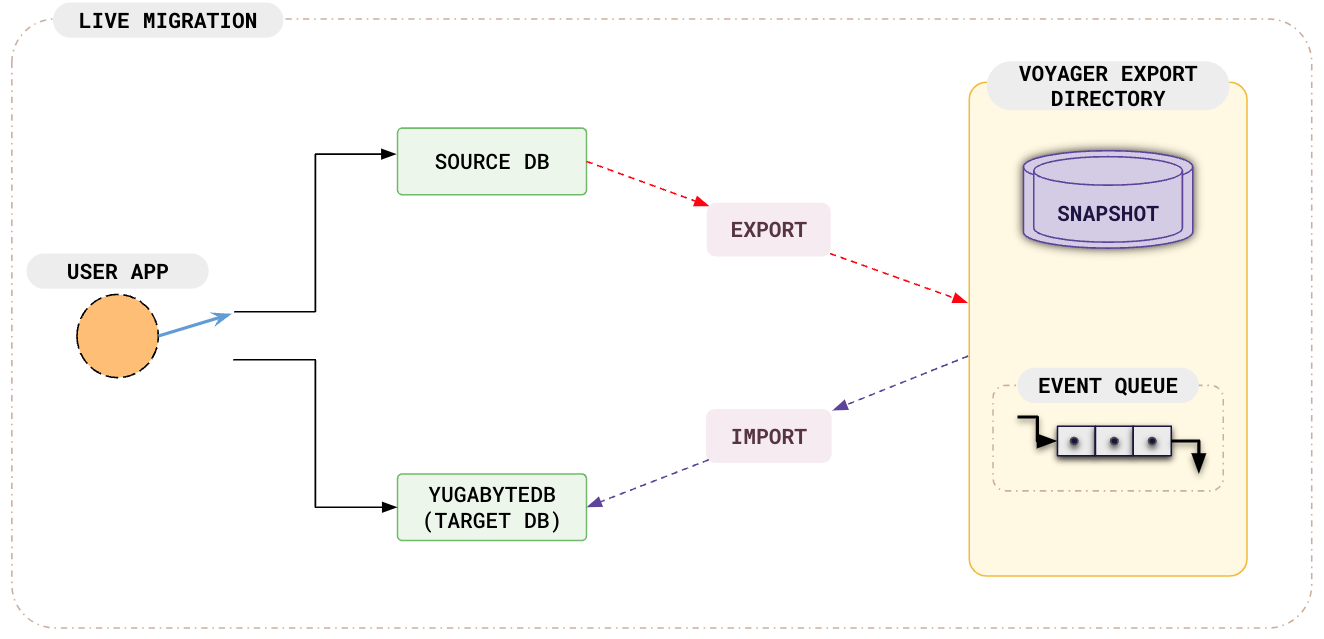 LIVE MIGRATION
VOYAGER EXPORT
DIRECTORY
SOURCE DB
SNAPSHOT
EXPORT
USER APP
EVENT QUEUE
IMPORT
YUGABYTEDB
(TARGET DB)